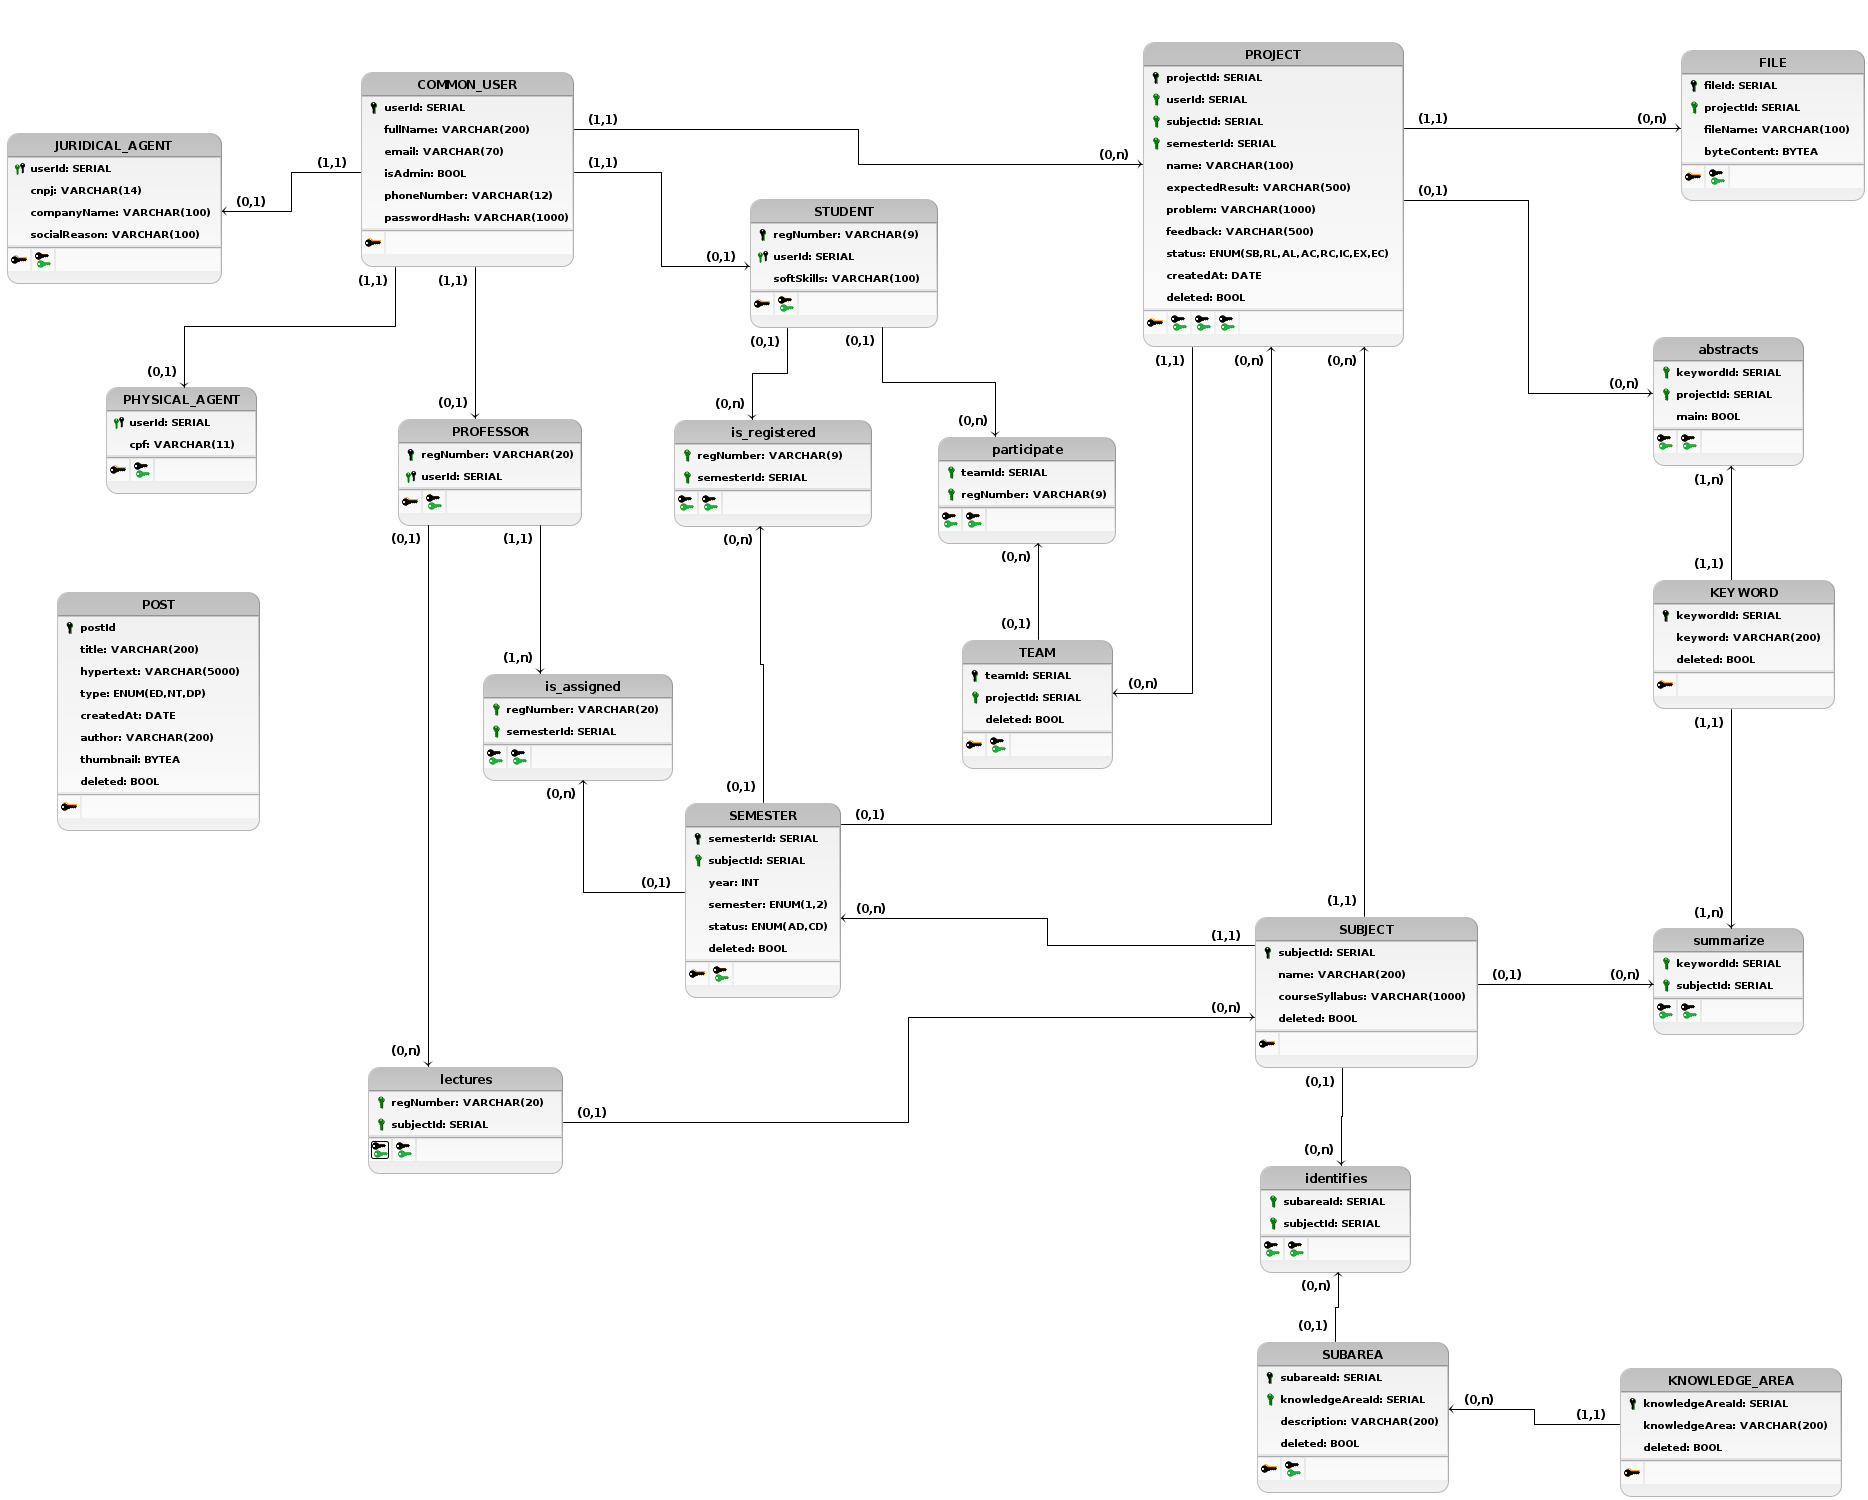 COMMON_USER
userId: SERIAL
fullName: VARCHAR(200)
email: VARCHAR(70)
isAdmin: BOOL
phoneNumber: VARCHAR(12)
passwordHash: VARCHAR(1000)
(1,1)
(0,n)
(1,1)
(0,1)
(1,1)
(0,1)
(1,1)
(0,1)
(1,1)
(0,1)
JURIDICAL_AGENT
userId: SERIAL
cnpj: VARCHAR(14)
companyName: VARCHAR(100)
socialReason: VARCHAR(100)
PROJECT
projectId: SERIAL
userId: SERIAL
subjectId: SERIAL
semesterId: SERIAL
name: VARCHAR(100)
expectedResult: VARCHAR(500)
problem: VARCHAR(1000)
feedback: VARCHAR(500)
status: ENUM(SB,RL,AL,AC,RC,IC,EX,EC)
createdAt: DATE
deleted: BOOL
(1,1)
(0,n)
(0,1)
(0,n)
(1,1)
(0,n)
(0,n)
FILE
fileId: SERIAL
projectId: SERIAL
fileName: VARCHAR(100)
byteContent: BYTEA
STUDENT
regNumber: VARCHAR(9)
userId: SERIAL
softSkills: VARCHAR(100)
(0,1)
(0,1)
(0,n)
(0,n)
abstracts
keywordId: SERIAL
projectId: SERIAL
main: BOOL
(1,n)
(1,1)
PHYSICAL_AGENT
userId: SERIAL
cpf: VARCHAR(11)
PROFESSOR
regNumber: VARCHAR(20)
userId: SERIAL
(0,1)
(1,1)
(1,n)
(0,n)
is_registered
regNumber: VARCHAR(9)
semesterId: SERIAL
(0,n)
participate
teamId: SERIAL
regNumber: VARCHAR(9)
(0,n)
(0,1)
TEAM
teamId: SERIAL
projectId: SERIAL
deleted: BOOL
(0,n)
KEY WORD
keywordId: SERIAL
keyword: VARCHAR(200)
deleted: BOOL
(1,1)
(1,n)
POST
postId
title: VARCHAR(200)
hypertext: VARCHAR(5000)
type: ENUM(ED,NT,DP)
createdAt: DATE
author: VARCHAR(200)
thumbnail: BYTEA
deleted: BOOL
is_assigned
regNumber: VARCHAR(20)
semesterId: SERIAL
(0,n)
(0,1)
(0,1)
SEMESTER
semesterId: SERIAL
subjectId: SERIAL
year: INT
semester: ENUM(1,2)
status: ENUM(AD,CD)
deleted: BOOL
(0,1)
(0,n)
(1,1)
(1,1)
SUBJECT
subjectId: SERIAL
name: VARCHAR(200)
courseSyllabus: VARCHAR(1000)
deleted: BOOL
(0,n)
(0,1)
(0,n)
summarize
keywordId: SERIAL
subjectId: SERIAL
lectures
regNumber: VARCHAR(20)
subjectId: SERIAL
(0,1)
(0,1)
(0,n)
identifies
subareaId: SERIAL
subjectId: SERIAL
(0,n)
(0,1)
SUBAREA
subareaId: SERIAL
knowledgeAreaId: SERIAL
description: VARCHAR(200)
deleted: BOOL
(0,n)
(1,1)
KNOWLEDGE_AREA
knowledgeAreaId: SERIAL
knowledgeArea: VARCHAR(200)
deleted: BOOL